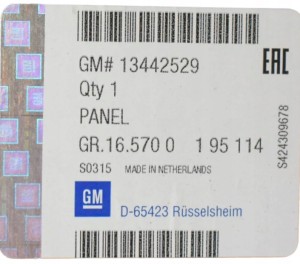 GM# 13442529
EAC
Qty 1
PANEL
GR.16.570 0 1 95 114
S0315 MADE IN NETHERLANDS
S424309678
GM
D-65423 Rüsselsheim